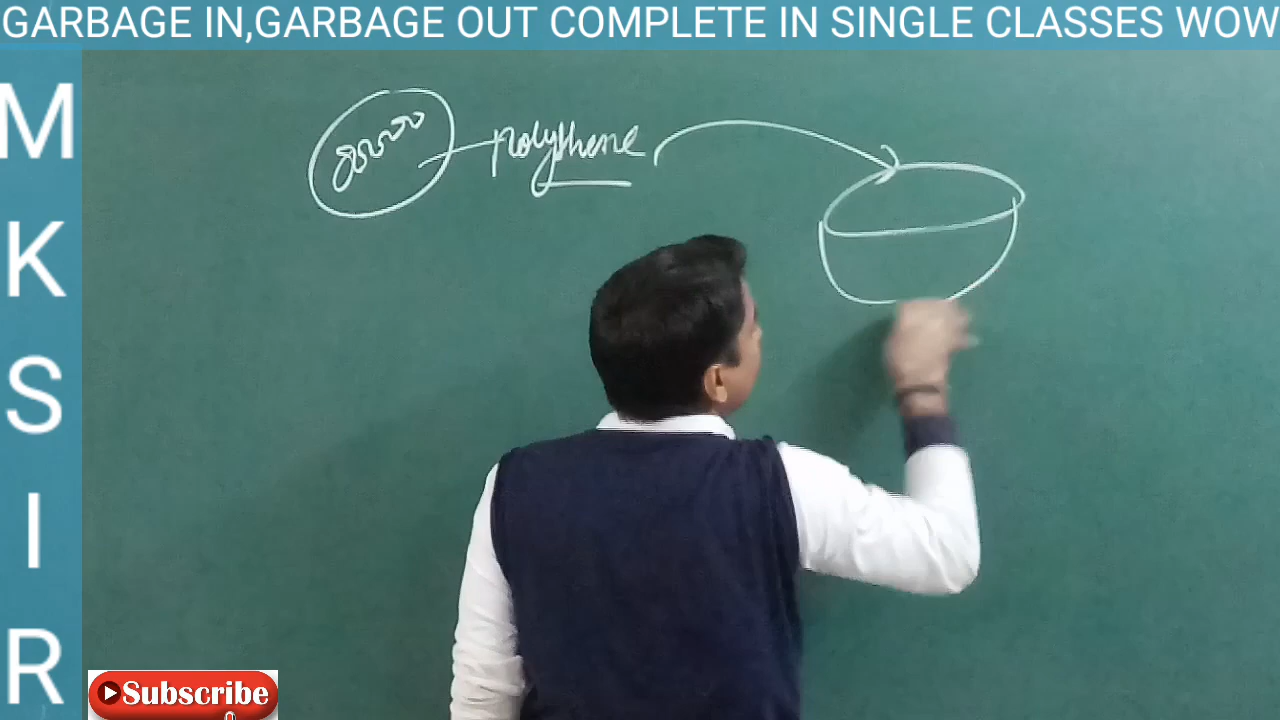 GARBAGE IN,GARBAGE OUT COMPLETE IN SINGLE CLASSES WOW
M
K
S
I
R
polythene
Subscribe